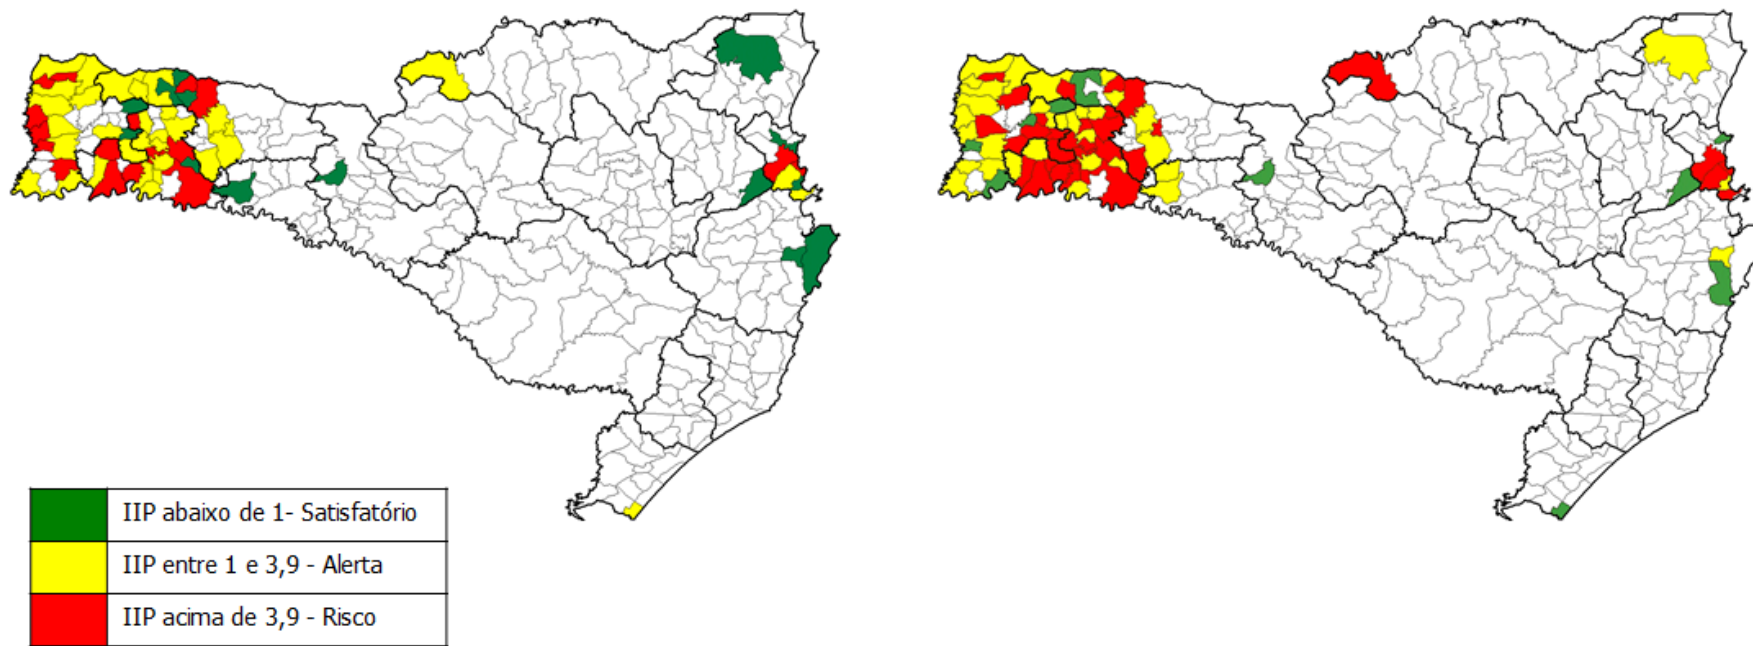 IIP abaixo de 1- Satisfatório
IIP entre 1 e 3,9 - Alerta
IIP acima de 3,9 - Risco